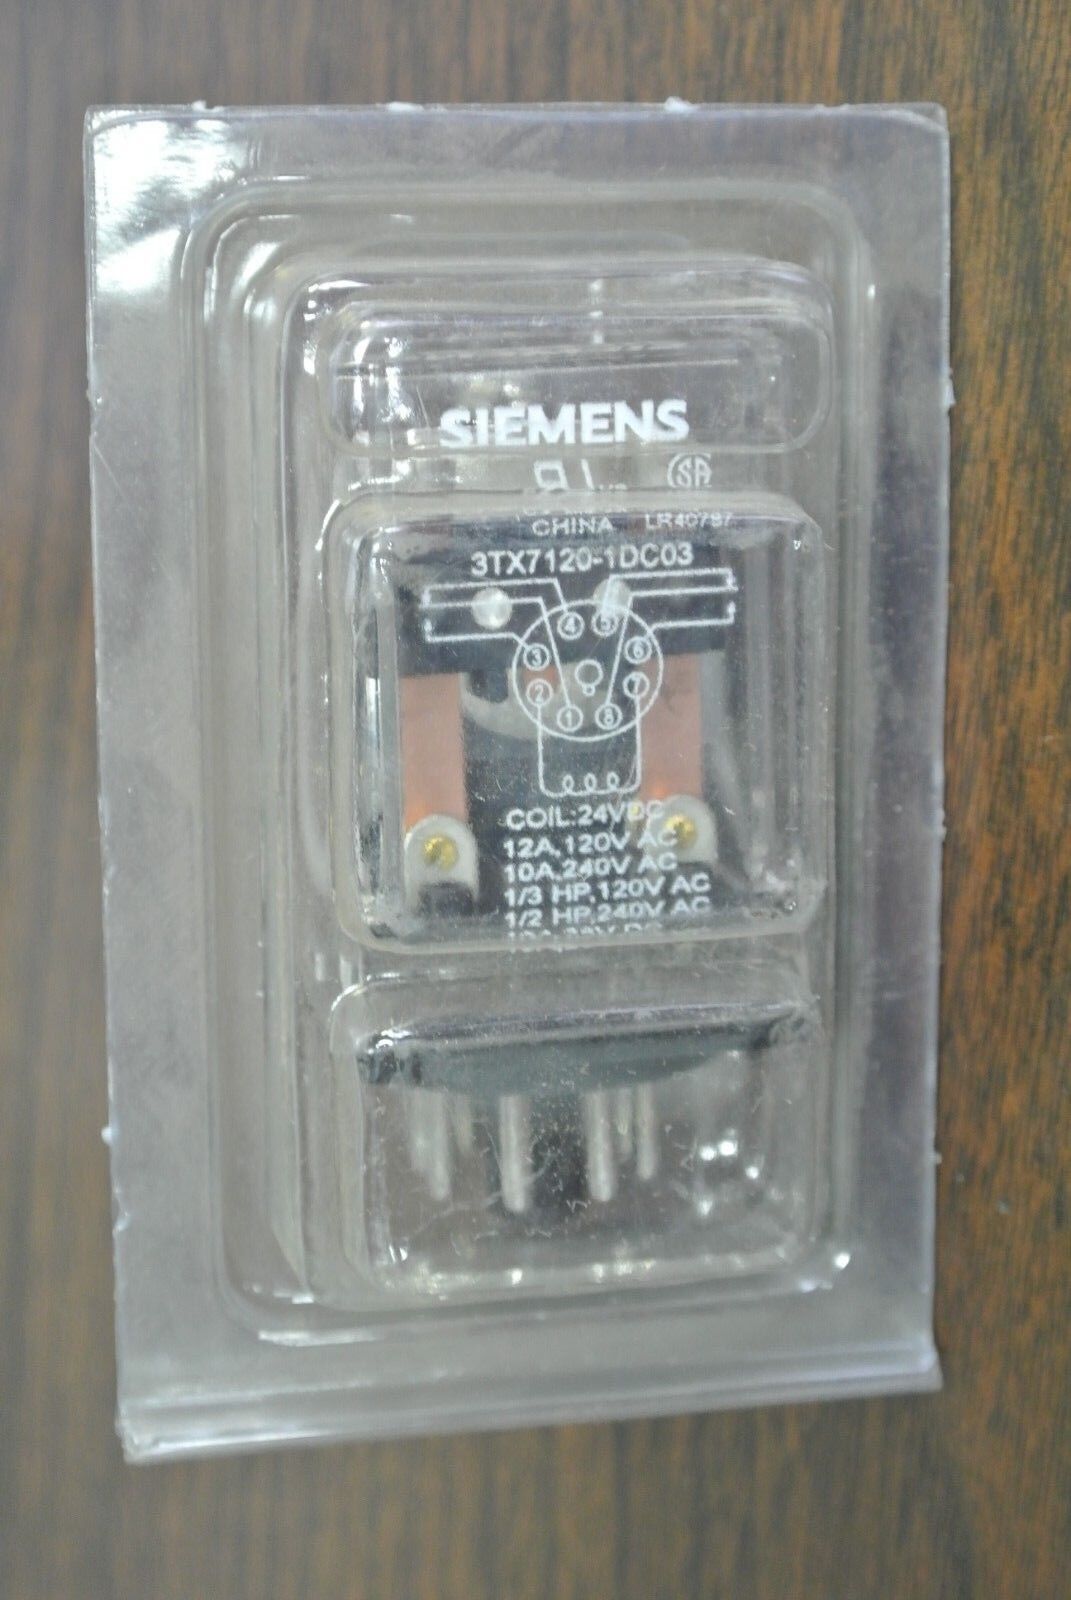 SIEMENS
CHINA LR40787
3TX7120-1DC03
4 5
3 6
2 7
1 8
COIL:24VDC
12A,120V AC
10A,240V AC
1/3 HP,120V AC
1/2 HP,240V AC